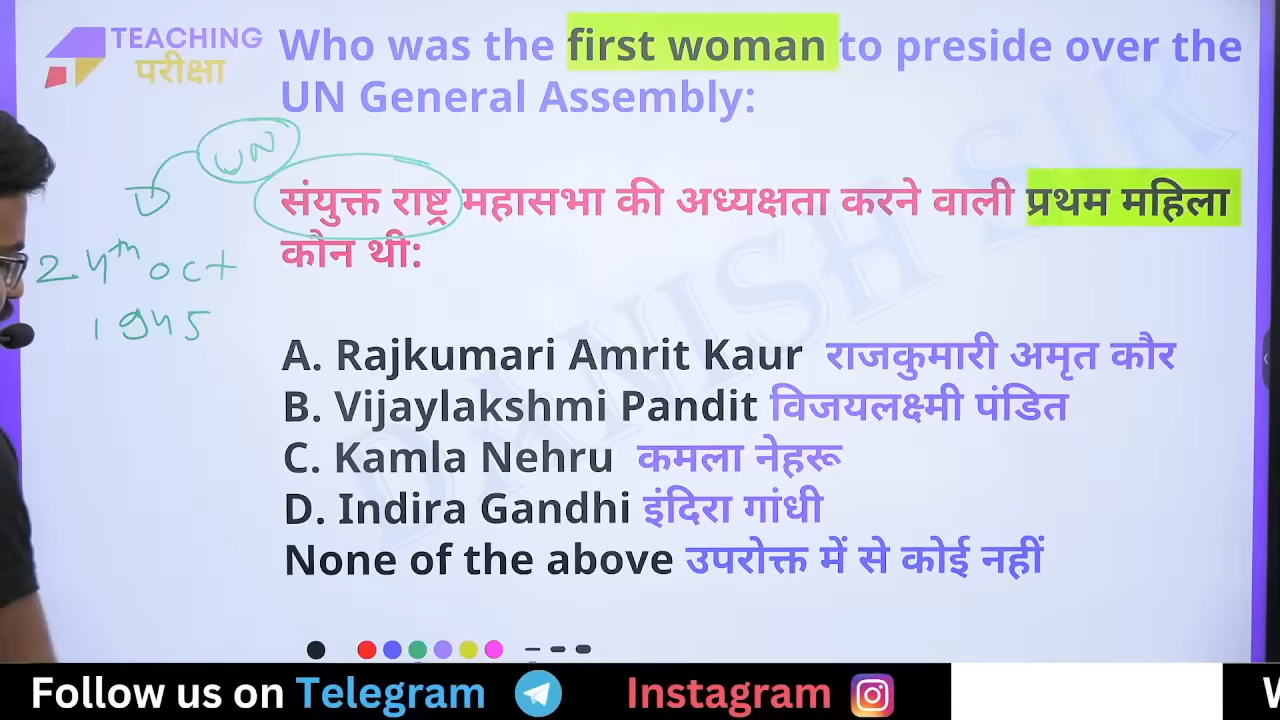 TEACHING
परीक्षा
Who was the first woman to preside over the
UN General Assembly:
UN
संयुक्त राष्ट्र महासभा की अध्यक्षता करने वाली प्रथम महिला
कोन थी:
24th oct
1945
A. Rajkumari Amrit Kaur राजकुमारी अमृत कौर
B. Vijaylakshmi Pandit विजयलक्ष्मी पंडित
C. Kamla Nehru कमला नेहरू
D. Indira Gandhi इंदिरा गांधी
None of the above उपरोक्त में से कोई नहीं
DANISH SIR
Follow us on Telegram Instagram W